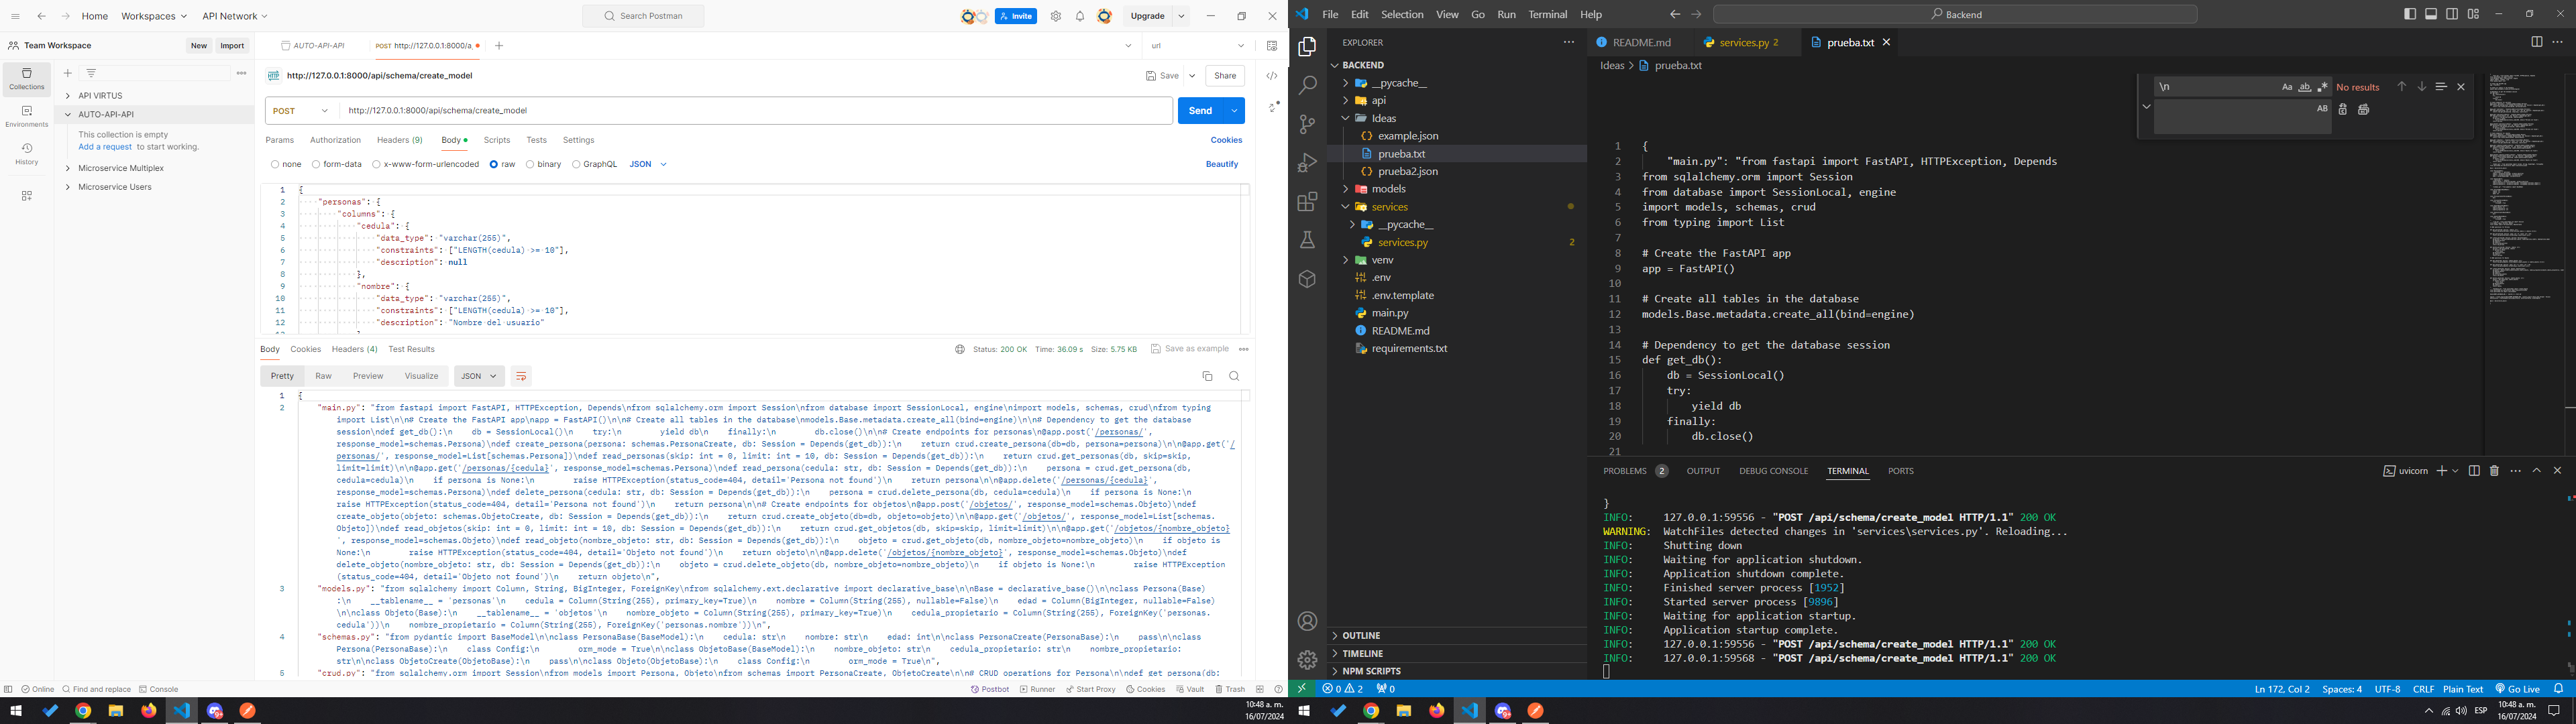 Home Workspaces API Network Search Postman Invite Upgrade
Team Workspace New Import AUTO-API-API POST http://127.0.0.1:8000/a url
Collections
Environments
History
API VIRTUS
AUTO-API-API
This collection is empty
Add a request to start working.
Microservice Multiplex
Microservice Users
HTTP http://127.0.0.1:8000/api/schema/create_model Save Share
POST http://127.0.0.1:8000/api/schema/create_model Send
Params Authorization Headers (9) Body Scripts Tests Settings Cookies
none form-data x-www-form-urlencoded raw binary GraphQL JSON Beautify
1 {
2 "personas": {
3 "columns": {
4 "cedula": {
5 "data_type": "varchar(255)",
6 "constraints": ["LENGTH(cedula) >= 10"],
7 "description": null
8 },
9 "nombre": {
10 "data_type": "varchar(255)",
11 "constraints": ["LENGTH(cedula) >= 18"],
12 "description": "Nombre del usuario"
Body Cookies Headers (4) Test Results Status: 200 OK Time: 36.09 s Size: 5.75 KB Save as example
Pretty Raw Preview Visualize JSON
1 {
2 "main.py": "from fastapi import FastAPI, HTTPException, Depends\nfrom sqlalchemy.orm import Session\nfrom database import SessionLocal, engine\nimport models, schemas, crud\nfrom typing
import List\n\n# Create the FastAPI app\napp = FastAPI()\n\n# Create all tables in the database\nmodels.Base.metadata.create_all(bind=engine)\n\n# Dependency to get the database
session\ndef get_db():\n    db = SessionLocal()\n    try:\n        yield db\n    finally:\n        db.close()\n\n# Create endpoints for personas\n@app.post('/personas/',
response_model=schemas.Persona)\ndef create_persona(persona: schemas.PersonaCreate, db: Session = Depends(get_db)):\n    return crud.create_persona(db=db, persona=persona)\n\n@app.get('/
personas/', response_model=List[schemas.Persona])\ndef read_personas(skip: int = 0, limit: int = 10, db: Session = Depends(get_db)):\n    return crud.get_personas(db, skip=skip,
limit=limit)\n\n@app.get('/personas/{cedula}', response_model=schemas.Persona)\ndef read_persona(cedula: str, db: Session = Depends(get_db)):\n    persona = crud.get_persona(db,
cedula=cedula)\n    if persona is None:\n        raise HTTPException(status_code=404, detail='Persona not found')\n    return persona\n\n@app.delete('/personas/{cedula}',
response_model=schemas.Persona)\ndef delete_persona(cedula: str, db: Session = Depends(get_db)):\n    persona = crud.delete_persona(db, cedula=cedula)\n    if persona is None:\n
raise HTTPException(status_code=404, detail='Persona not found')\n    return persona\n\n# Create endpoints for objetos\n@app.post('/objetos/', response_model=schemas.Objeto)\ndef
create_objeto(objeto: schemas.ObjetoCreate, db: Session = Depends(get_db)):\n    return crud.create_objeto(db=db, objeto=objeto)\n\n@app.get('/objetos/', response_model=List[schemas.
Objeto])\ndef read_objetos(skip: int = 0, limit: int = 10, db: Session = Depends(get_db)):\n    return crud.get_objetos(db, skip=skip, limit=limit)\n\n@app.get('/objetos/{nombre_objeto}
', response_model=schemas.Objeto)\ndef read_objeto(nombre_objeto: str, db: Session = Depends(get_db)):\n    objeto = crud.get_objeto(db, nombre_objeto=nombre_objeto)\n    if objeto is
None:\n        raise HTTPException(status_code=404, detail='Objeto not found')\n    return objeto\n\n@app.delete('/objetos/{nombre_objeto}', response_model=schemas.Objeto)\ndef
delete_objeto(nombre_objeto: str, db: Session = Depends(get_db)):\n    objeto = crud.delete_objeto(db, nombre_objeto=nombre_objeto)\n    if objeto is None:\n        raise HTTPException
(status_code=404, detail='Objeto not found')\n    return objeto\n",
3 "models.py": "from sqlalchemy import Column, String, BigInteger, ForeignKey\nfrom sqlalchemy.ext.declarative import declarative_base\n\nBase = declarative_base()\n\nclass Persona(Base)
:\n    __tablename__ = 'personas'\n    cedula = Column(String(255), primary_key=True)\n    nombre = Column(String(255), nullable=False)\n    edad = Column(BigInteger, nullable=False)
\n\nclass Objeto(Base):\n    __tablename__ = 'objetos'\n    nombre_objeto = Column(String(255), primary_key=True)\n    cedula_propietario = Column(String(255), ForeignKey('personas.
cedula'))\n    nombre_propietario = Column(String(255), ForeignKey('personas.nombre'))\n",
4 "schemas.py": "from pydantic import BaseModel\n\nclass PersonaBase(BaseModel):\n    cedula: str\n    nombre: str\n    edad: int\n\nclass PersonaCreate(PersonaBase):\n    pass\n\nclass
Persona(PersonaBase):\n    class Config:\n        orm_mode = True\n\nclass ObjetoBase(BaseModel):\n    nombre_objeto: str\n    cedula_propietario: str\n    nombre_propietario:
str\n\nclass ObjetoCreate(ObjetoBase):\n    pass\n\nclass Objeto(ObjetoBase):\n    class Config:\n        orm_mode = True\n",
5 "crud.py": "from sqlalchemy.orm import Session\nfrom models import Persona, Objeto\nfrom schemas import PersonaCreate, ObjetoCreate\n\n# CRUD operations for Persona\n\ndef get_persona(db:
Online Find and replace Console Postbot Runner Start Proxy Cookies Vault Trash
10:48 a. m.
16/07/2024
File Edit Selection View Go Run Terminal Help Backend
EXPLORER
BACKEND
__pycache__
api
Ideas
example.json
prueba.txt
prueba2.json
models
services
__pycache__
services.py 2
venv
.env
.env.template
main.py
README.md
requirements.txt
OUTLINE
TIMELINE
NPM SCRIPTS
README.md services.py 2 prueba.txt
Ideas > prueba.txt
\n Aa ab No results
AB
1 {
2 "main.py": "from fastapi import FastAPI, HTTPException, Depends
3 from sqlalchemy.orm import Session
4 from database import SessionLocal, engine
5 import models, schemas, crud
6 from typing import List
7
8 # Create the FastAPI app
9 app = FastAPI()
10
11 # Create all tables in the database
12 models.Base.metadata.create_all(bind=engine)
13
14 # Dependency to get the database session
15 def get_db():
16 db = SessionLocal()
17 try:
18 yield db
19 finally:
20 db.close()
21
PROBLEMS 2 OUTPUT DEBUG CONSOLE TERMINAL PORTS uvicorn
}
INFO: 127.0.0.1:59556 - "POST /api/schema/create_model HTTP/1.1" 200 OK
WARNING: WatchFiles detected changes in 'services\services.py'. Reloading...
INFO: Shutting down
INFO: Waiting for application shutdown.
INFO: Application shutdown complete.
INFO: Finished server process [1952]
INFO: Started server process [9896]
INFO: Waiting for application startup.
INFO: Application startup complete.
INFO: 127.0.0.1:59556 - "POST /api/schema/create_model HTTP/1.1" 200 OK
INFO: 127.0.0.1:59568 - "POST /api/schema/create_model HTTP/1.1" 200 OK
0 2 0 Ln 172, Col 2 Spaces: 4 UTF-8 CRLF Plain Text Go Live
ESP 10:48 a. m.
16/07/2024